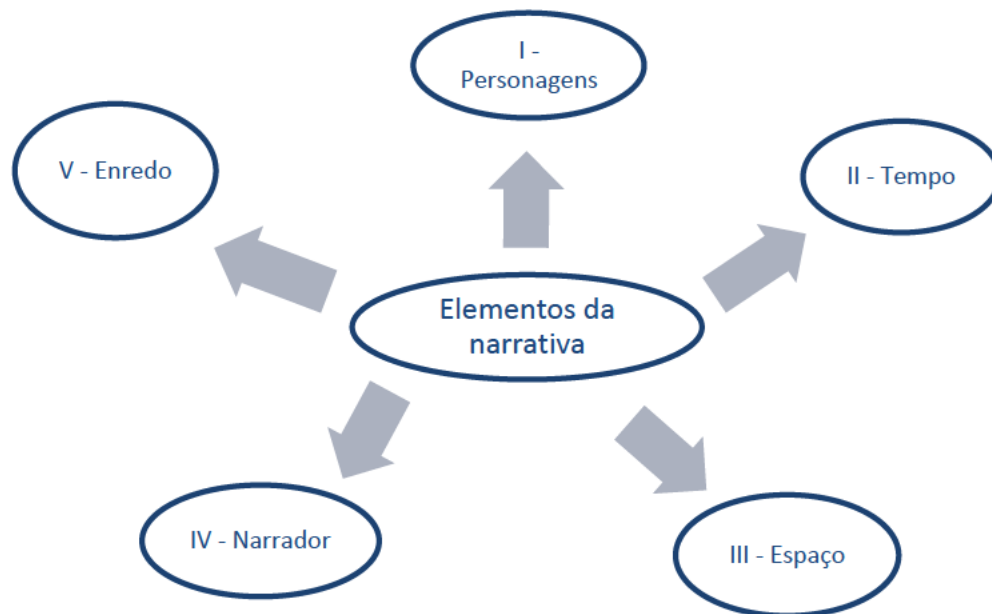 I -
Personagens
V - Enredo
II - Tempo
Elementos da
narrativa
IV - Narrador
III - Espaço